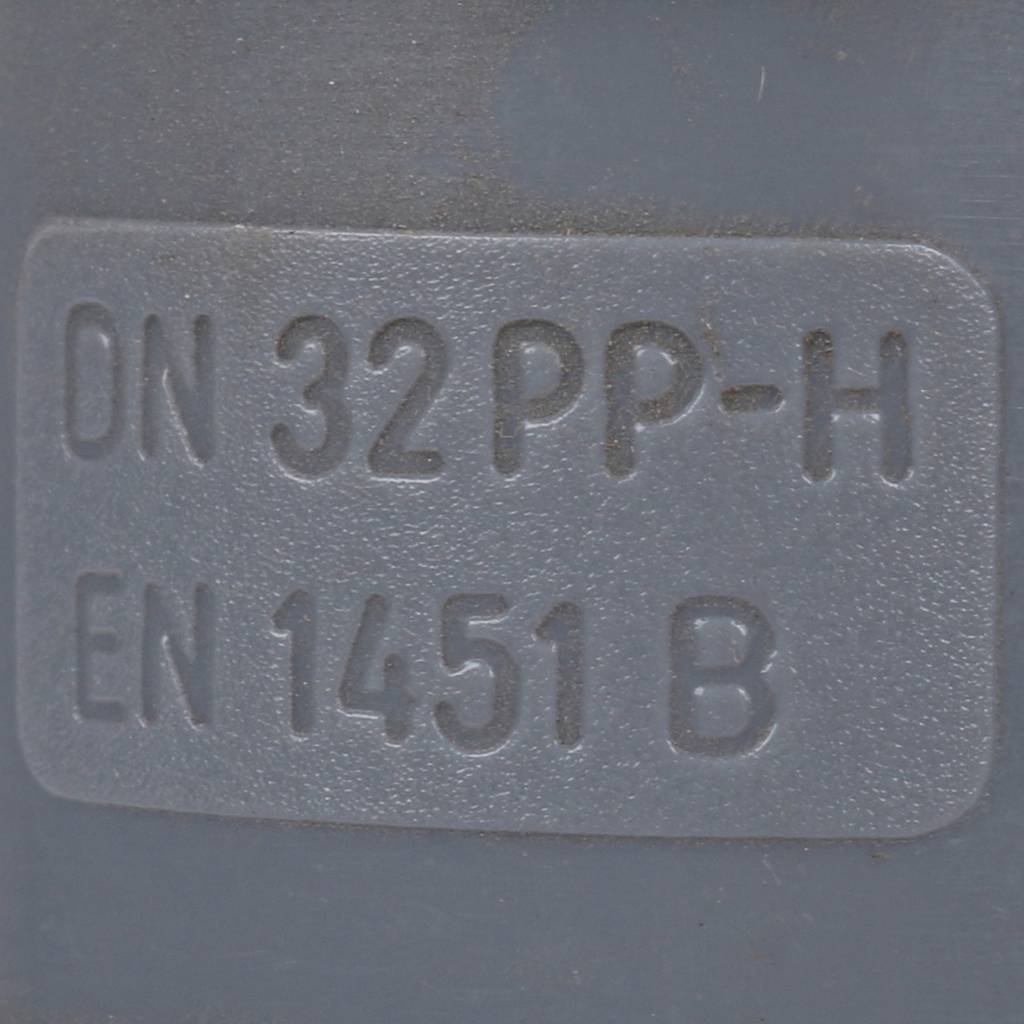 DN 32 PP-H
EN 1451 B